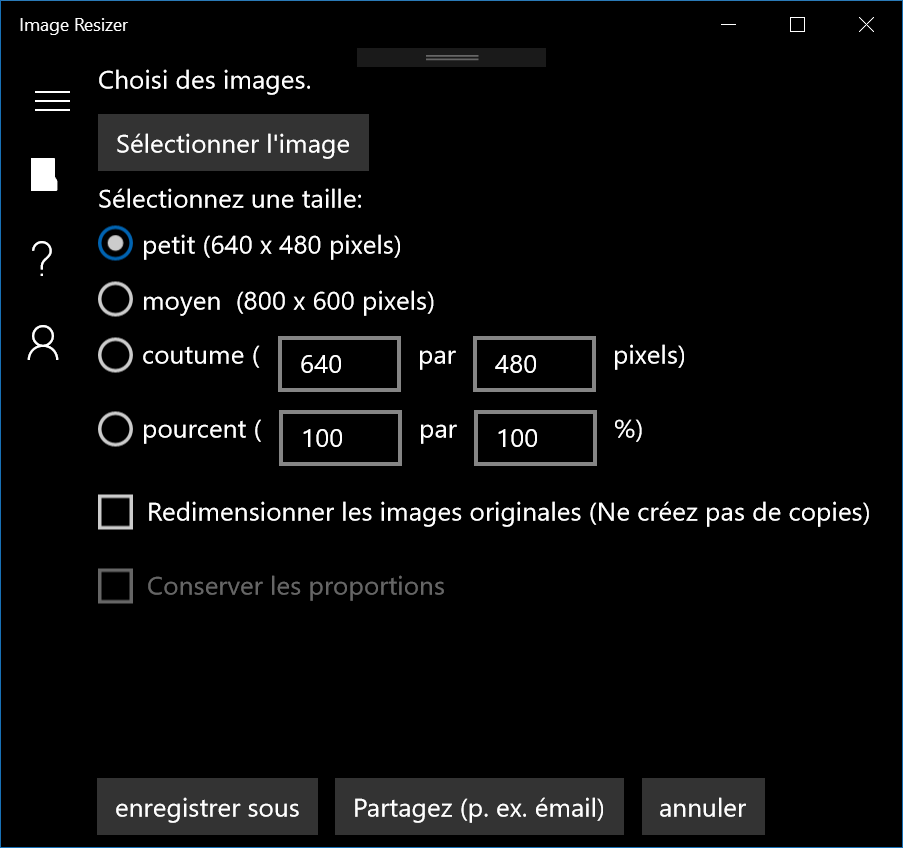 Image Resizer
Choisi des images.
Sélectionner l'image
Sélectionnez une taille:
petit (640 x 480 pixels)
moyen (800 x 600 pixels)
coutume ( 640 par 480 pixels)
pourcent ( 100 par 100 %)
Redimensionner les images originales (Ne créez pas de copies)
Conserver les proportions
enregistrer sous Partagez (p. ex. émail) annuler